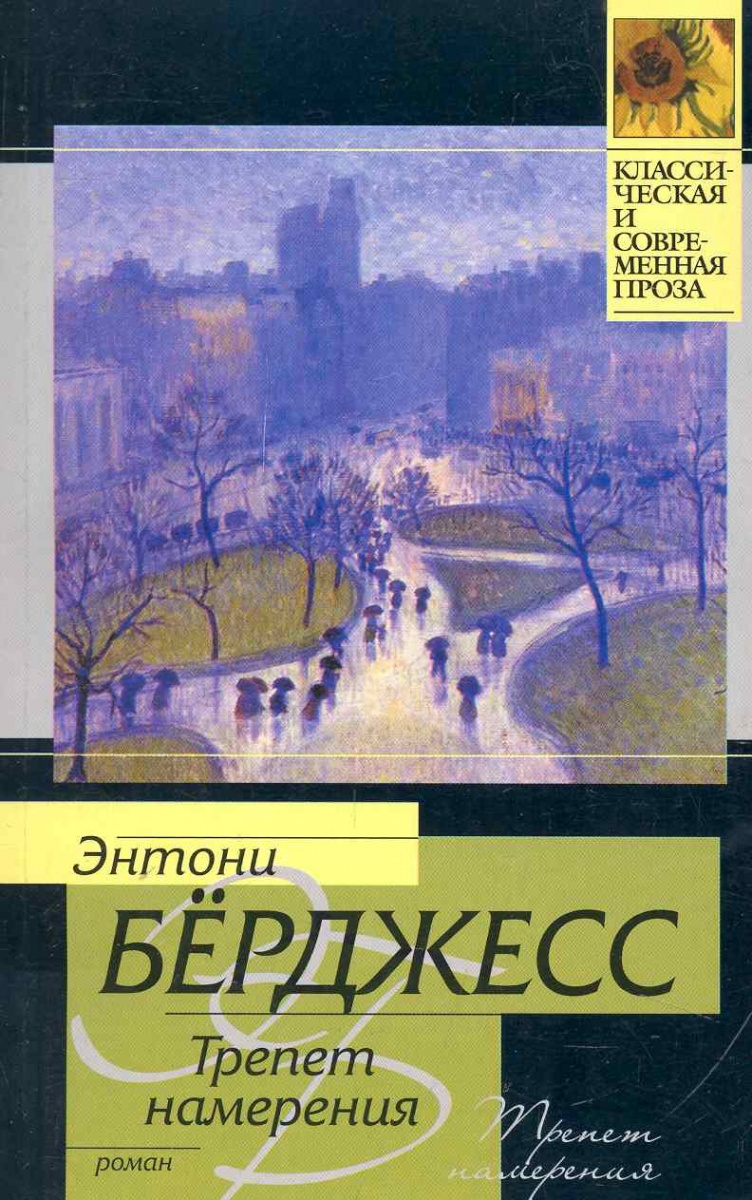 КЛАССИ-
ЧЕСКАЯ
И
СОВРЕ-
МЕННАЯ
ПРОЗА
Энтони
БЁРДЖЕСС
Трепет
намерения
роман
Трепет
намерения